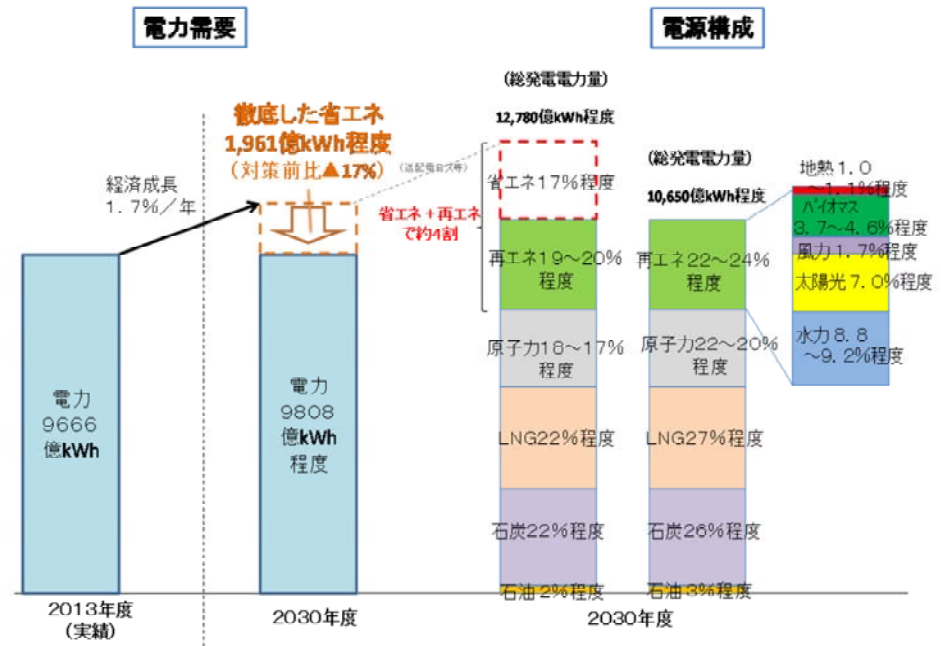 電力需要
電源構成
徹底した省エネ
1,961億kWh程度
(対策前比▲17%)
経済成長
1.7%/年
電力
9666
億kWh
電力
9808
億kWh
程度
2013年度
(実績)
2030年度
(総発電電力量)
12,780億kWh程度
(送配電ロス等)
省エネ+再エネ
で約4割
省エネ17%程度
再エネ19~20%
程度
原子力18~17%
程度
LNG22%程度
石炭22%程度
石油2%程度
(総発電電力量)
10,650億kWh程度
再エネ22~24%
程度
原子力22~20%
程度
LNG27%程度
石炭26%程度
石油3%程度
2030年度
地熱1.0
~1.1%程度
バイオマス
3.7~4.6%程度
風力1.7%程度
太陽光7.0%程度
水力8.8
~9.2%程度